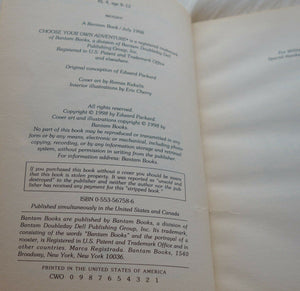 RL 4, age 9-12
A Bantam Book / July 1998
CHOOSE YOUR OWN ADVENTURE® is a registered trademark
of Bantam Books, a division of Bantam Doubleday Dell
Publishing Group, Inc.
Registered in U.S. Patent and Trademark Office
and elsewhere.
Original conception of Edward Packard
Cover art by Romas Kukalis
Interior illustrations by Eric Cherry
All rights reserved.
Copyright © 1998 by Edward Packard
Cover art and illustrations copyright © 1998 by
Bantam Books.
No part of this book may be reproduced or transmitted in any
form or by any means, electronic or mechanical, including photo-
copying, recording, or by any information storage and retrieval
system, without permission in writing from the publisher.
For information address: Bantam Books.
If you purchased this book without a cover you should be aware
that this book is stolen property. It was reported as "unsold and
destroyed" to the publisher and neither the author nor the pub-
lisher has received any payment for this "stripped book."
ISBN 0-553-56758-6
Published simultaneously in the United States and Canada
Bantam Books are published by Bantam Books, a division of
Bantam Doubleday Dell Publishing Group, Inc. Its trademark,
consisting of the words "Bantam Books" and the portrayal of a
rooster, is Registered in U.S. Patent and Trademark Office and
in other countries. Marca Registrada. Bantam Books, 1540
Broadway, New York, New York 10036.
PRINTED IN THE UNITED STATES OF AMERICA
CWO 0 9 8 7 6 5 4 3 2 1